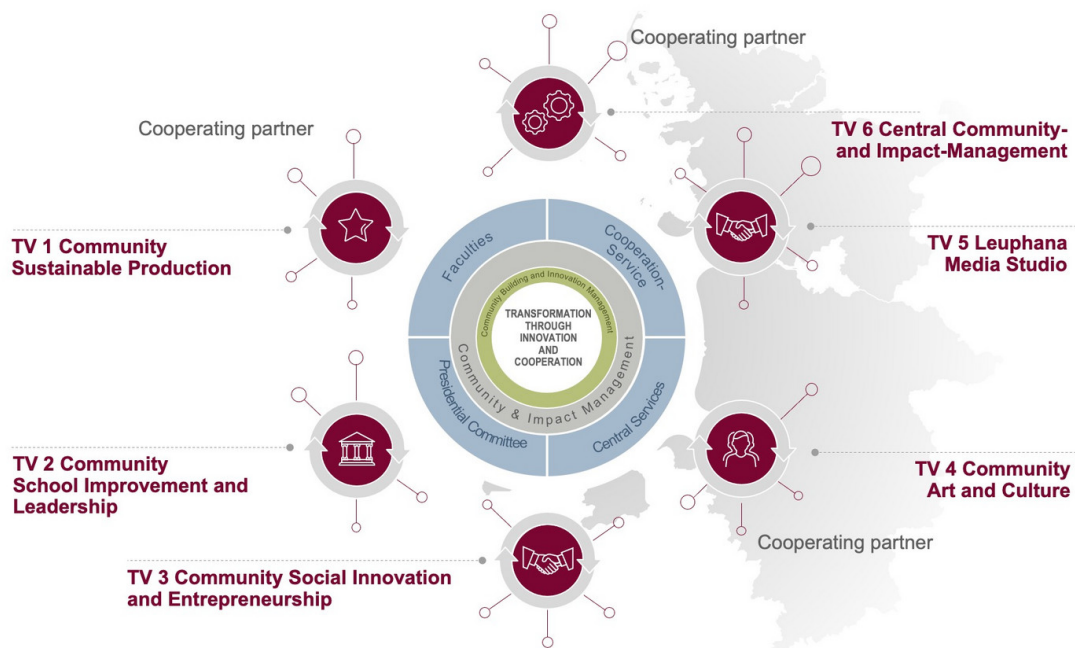 Cooperating partner
Cooperating partner
TV 6 Central Community-
and Impact-Management
TV 1 Community
Sustainable Production
TV 5 Leuphana
Media Studio
Faculties
Cooperation-
Service
Community Building and Innovation Management
TRANSFORMATION
THROUGH
INNOVATION
AND
COOPERATION
Community & Impact Management
Presidential Committee
Central Services
TV 2 Community
School Improvement and
Leadership
TV 4 Community
Art and Culture
Cooperating partner
TV 3 Community Social Innovation
and Entrepreneurship